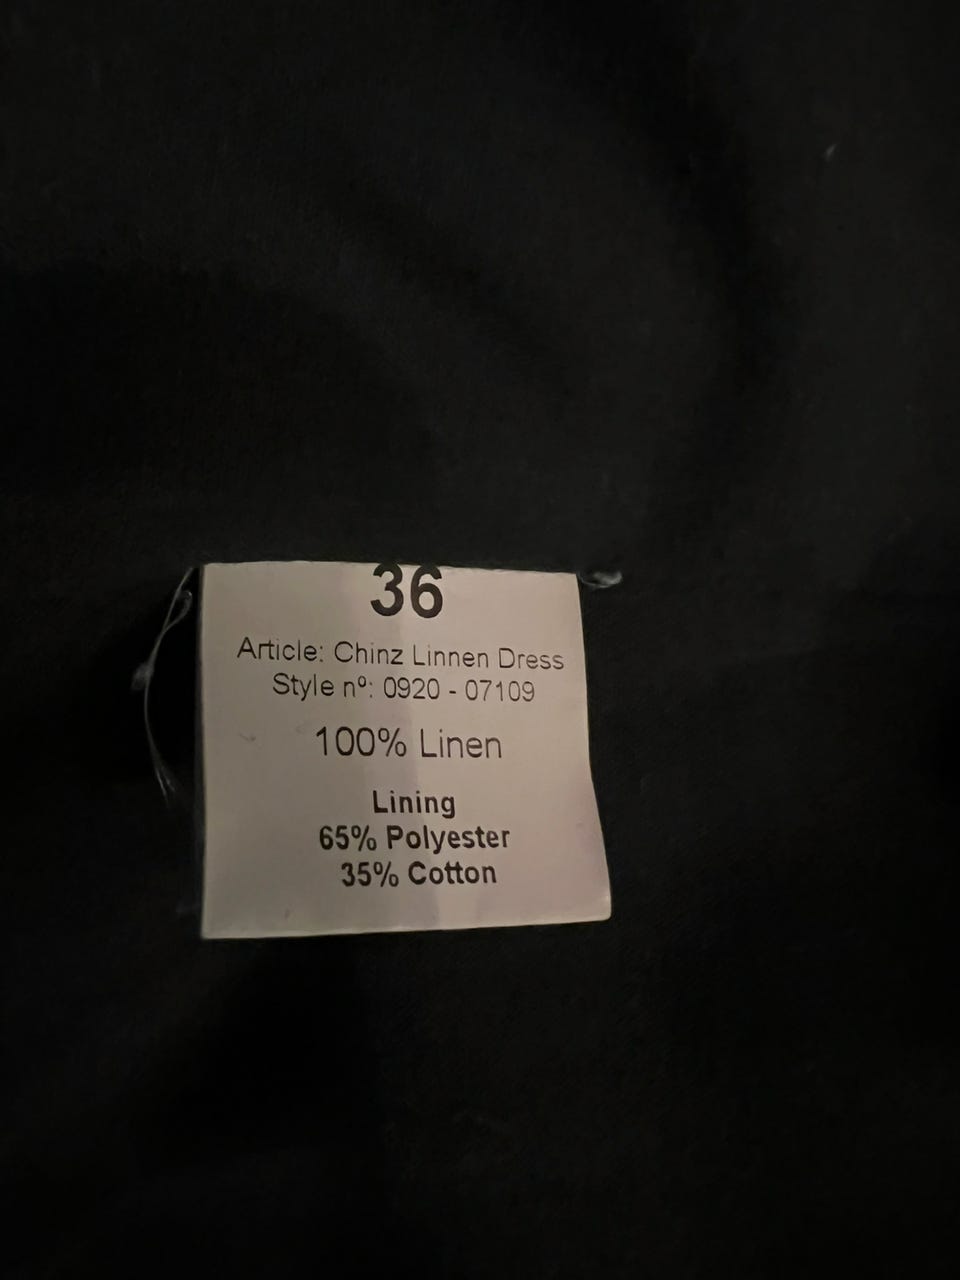 36
Article: Chinz Linnen Dress
Style nº: 0920 - 07109
100% Linen
Lining
65% Polyester
35% Cotton